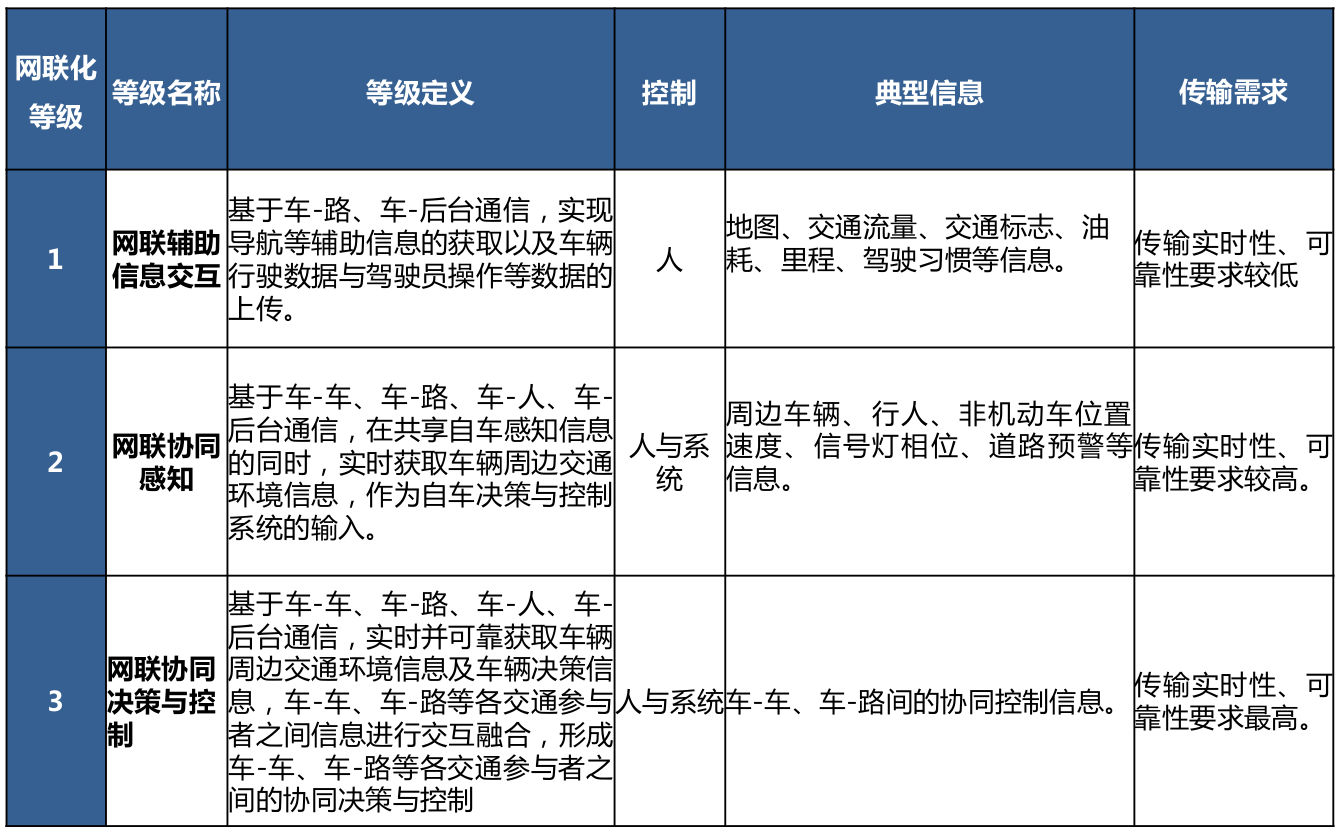 网联化
等级
等级名称
等级定义
控制
典型信息
传输需求
1
网联辅助
信息交互
基于车-路、车-后台通信，实现
导航等辅助信息的获取以及车辆
行驶数据与驾驶员操作等数据的
上传。
人
地图、交通流量、交通标志、油
耗、里程、驾驶习惯等信息。
传输实时性、可
靠性要求较低
2
网联协同
感知
基于车-车、车-路、车-人、车-
后台通信，在共享自车感知信息
的同时，实时获取车辆周边交通
环境信息，作为自车决策与控制
系统的输入。
人与系
统
周边车辆、行人、非机动车位置
速度、信号灯相位、道路预警等
信息。
传输实时性、可
靠性要求较高。
3
网联协同
决策与控
制
基于车-车、车-路、车-人、车-
后台通信，实时并可靠获取车辆
周边交通环境信息及车辆决策信
息，车-车、车-路等各交通参与
者之间信息进行交互融合，形成
车-车、车-路等各交通参与者之
间的协同决策与控制
人与系统
车-车、车-路间的协同控制信息。
传输实时性、可
靠性要求最高。